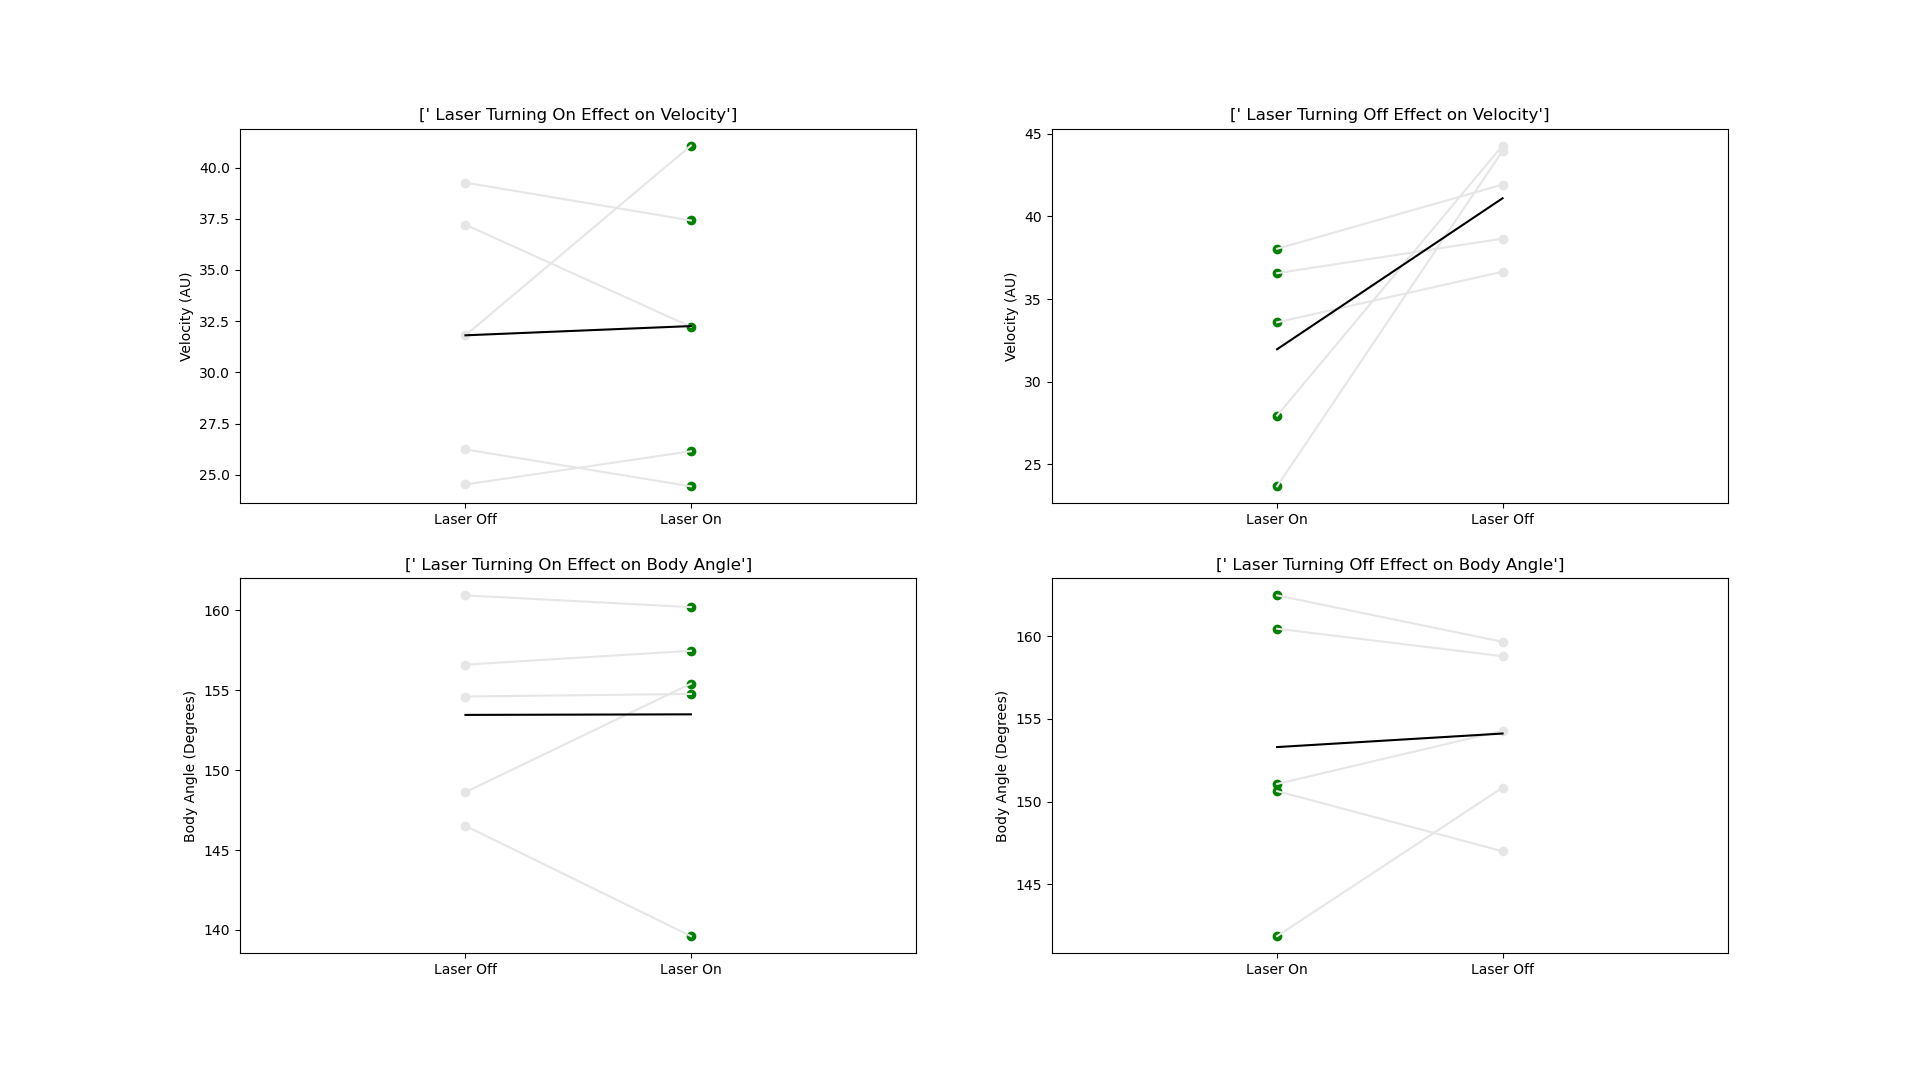 [' Laser Turning On Effect on Velocity']
40.0
37.5
35.0
32.5
30.0
27.5
25.0
Velocity (AU)
Laser Off Laser On
[' Laser Turning Off Effect on Velocity']
45
40
35
30
25
Velocity (AU)
Laser On Laser Off
[' Laser Turning On Effect on Body Angle']
160
155
150
145
140
Body Angle (Degrees)
Laser Off Laser On
[' Laser Turning Off Effect on Body Angle']
160
155
150
145
Body Angle (Degrees)
Laser On Laser Off